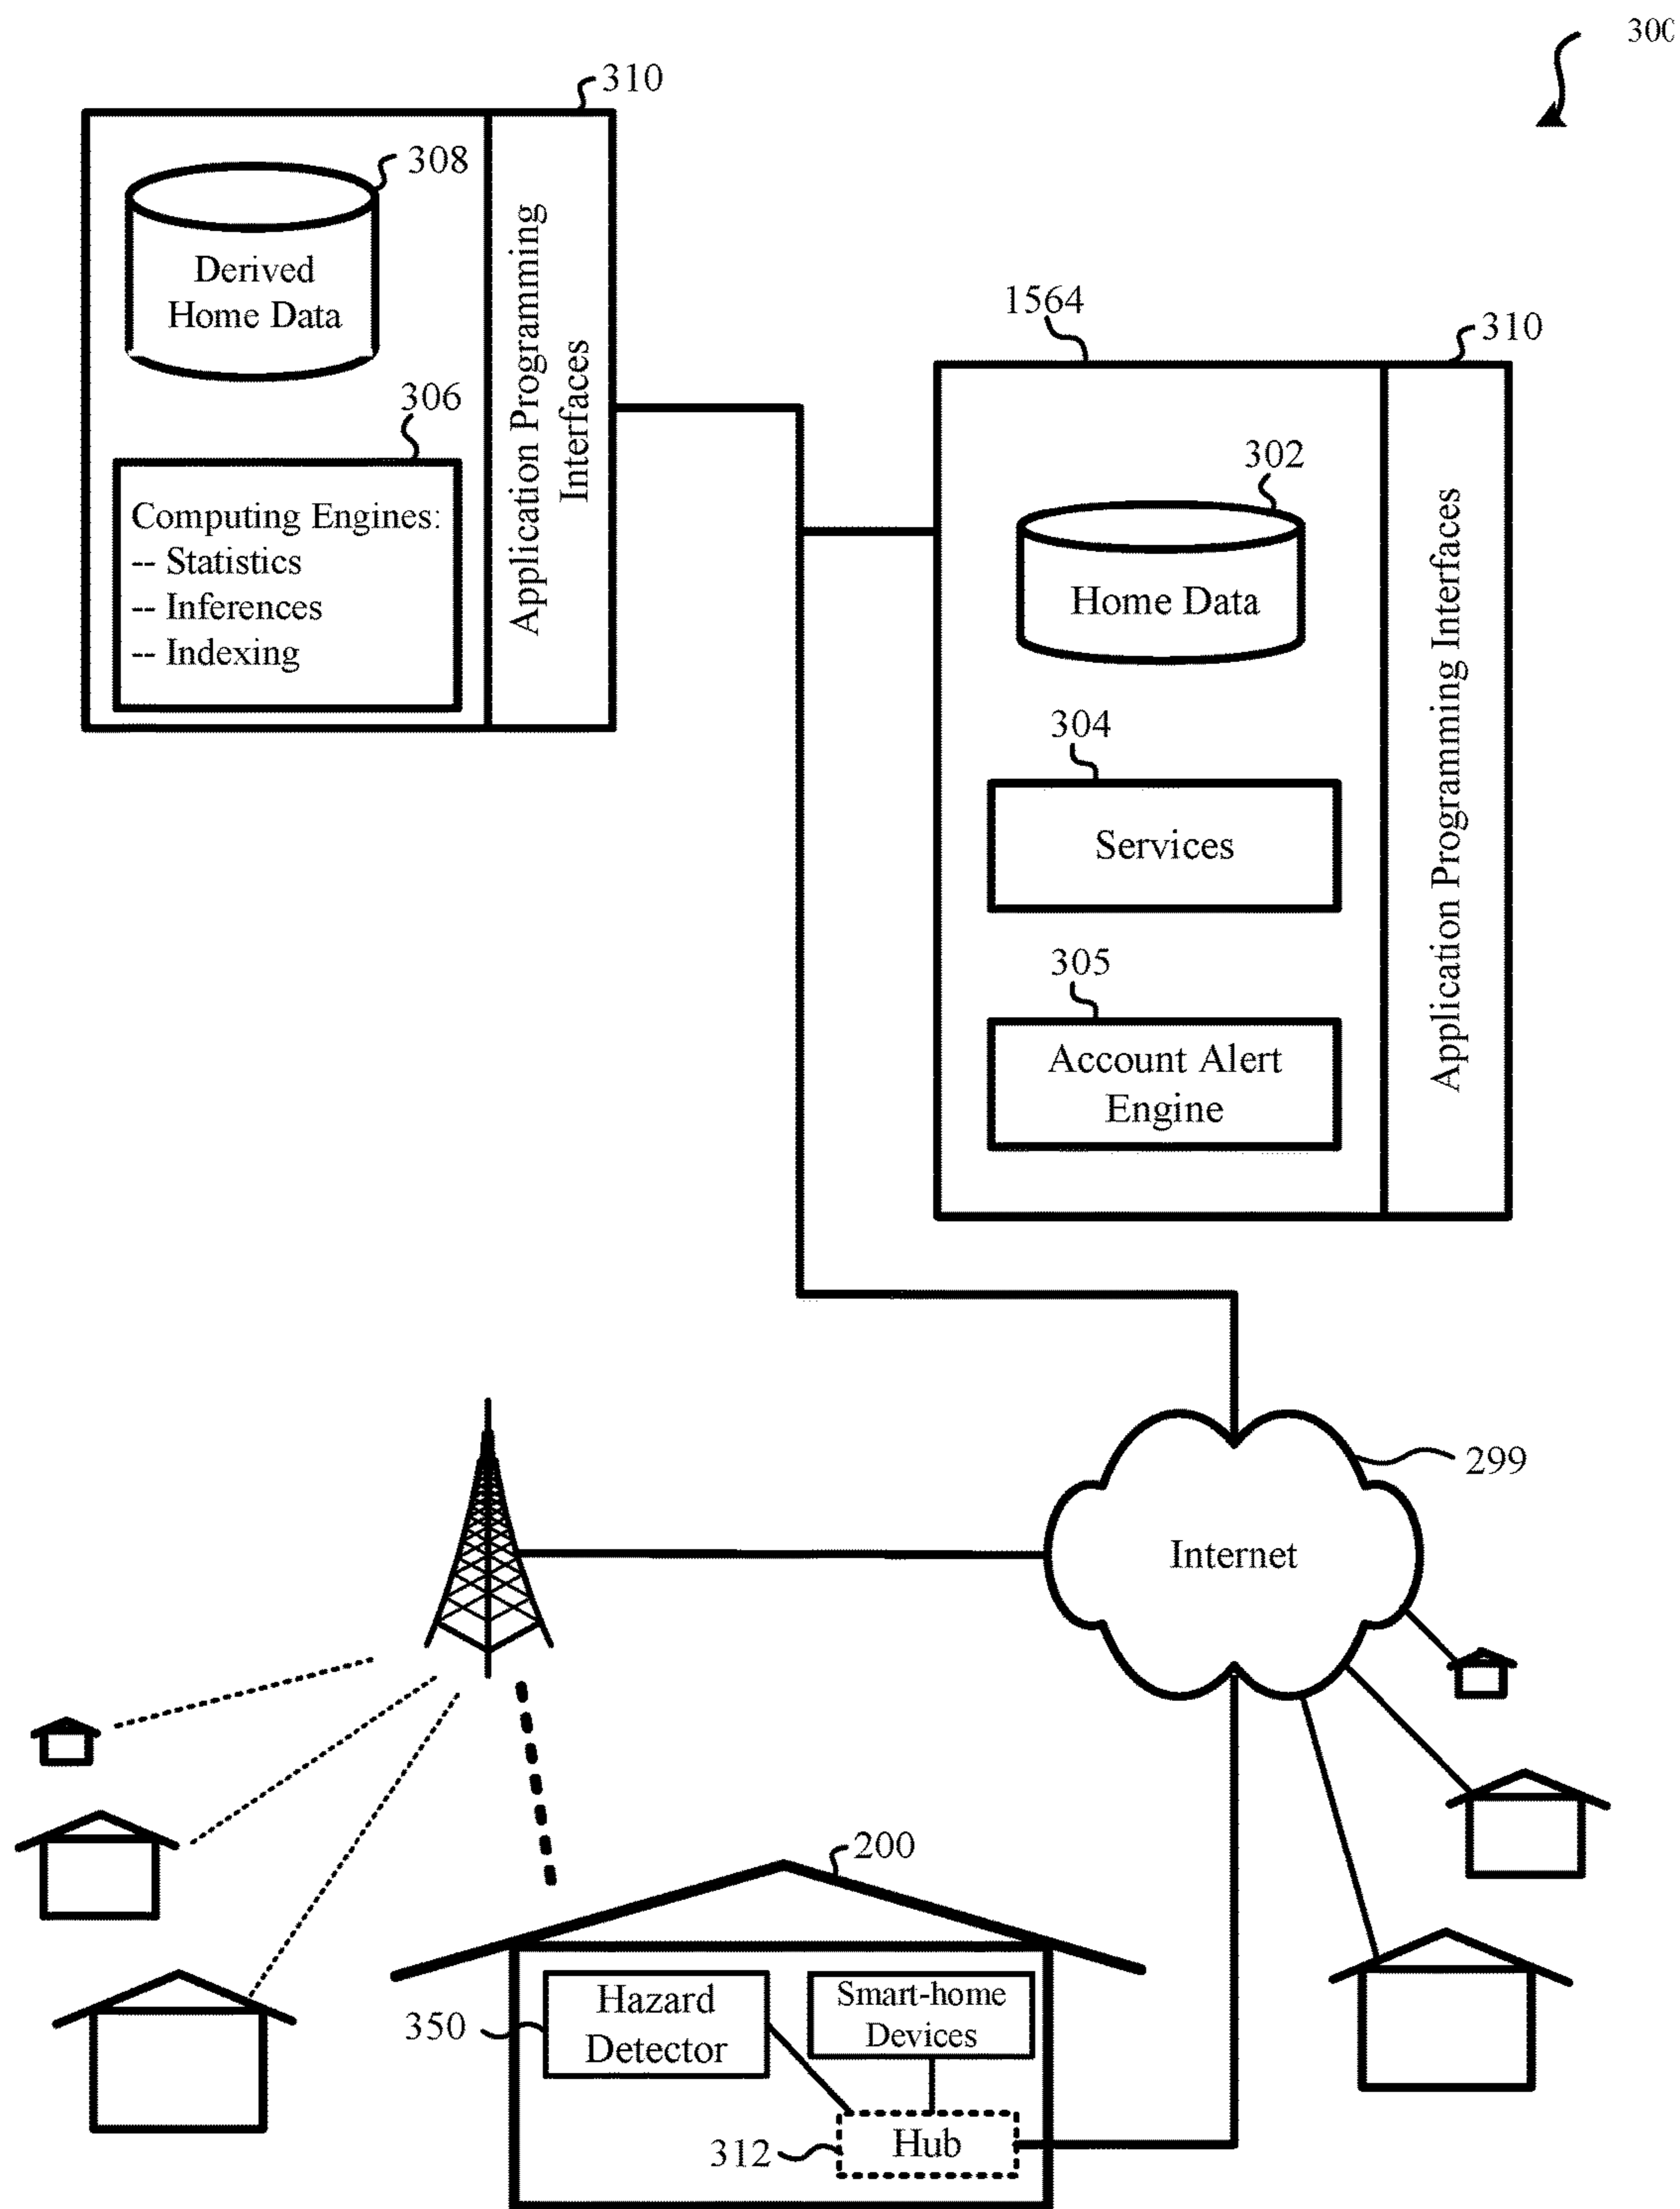 300
310
308
Derived
Home Data
306
Computing Engines:
-- Statistics
-- Inferences
-- Indexing
Application Programming
Interfaces
1564
310
302
Home Data
304
Services
305
Account Alert
Engine
Application Programming Interfaces
299
Internet
200
Hazard
Detector
350
Smart-home
Devices
312
Hub